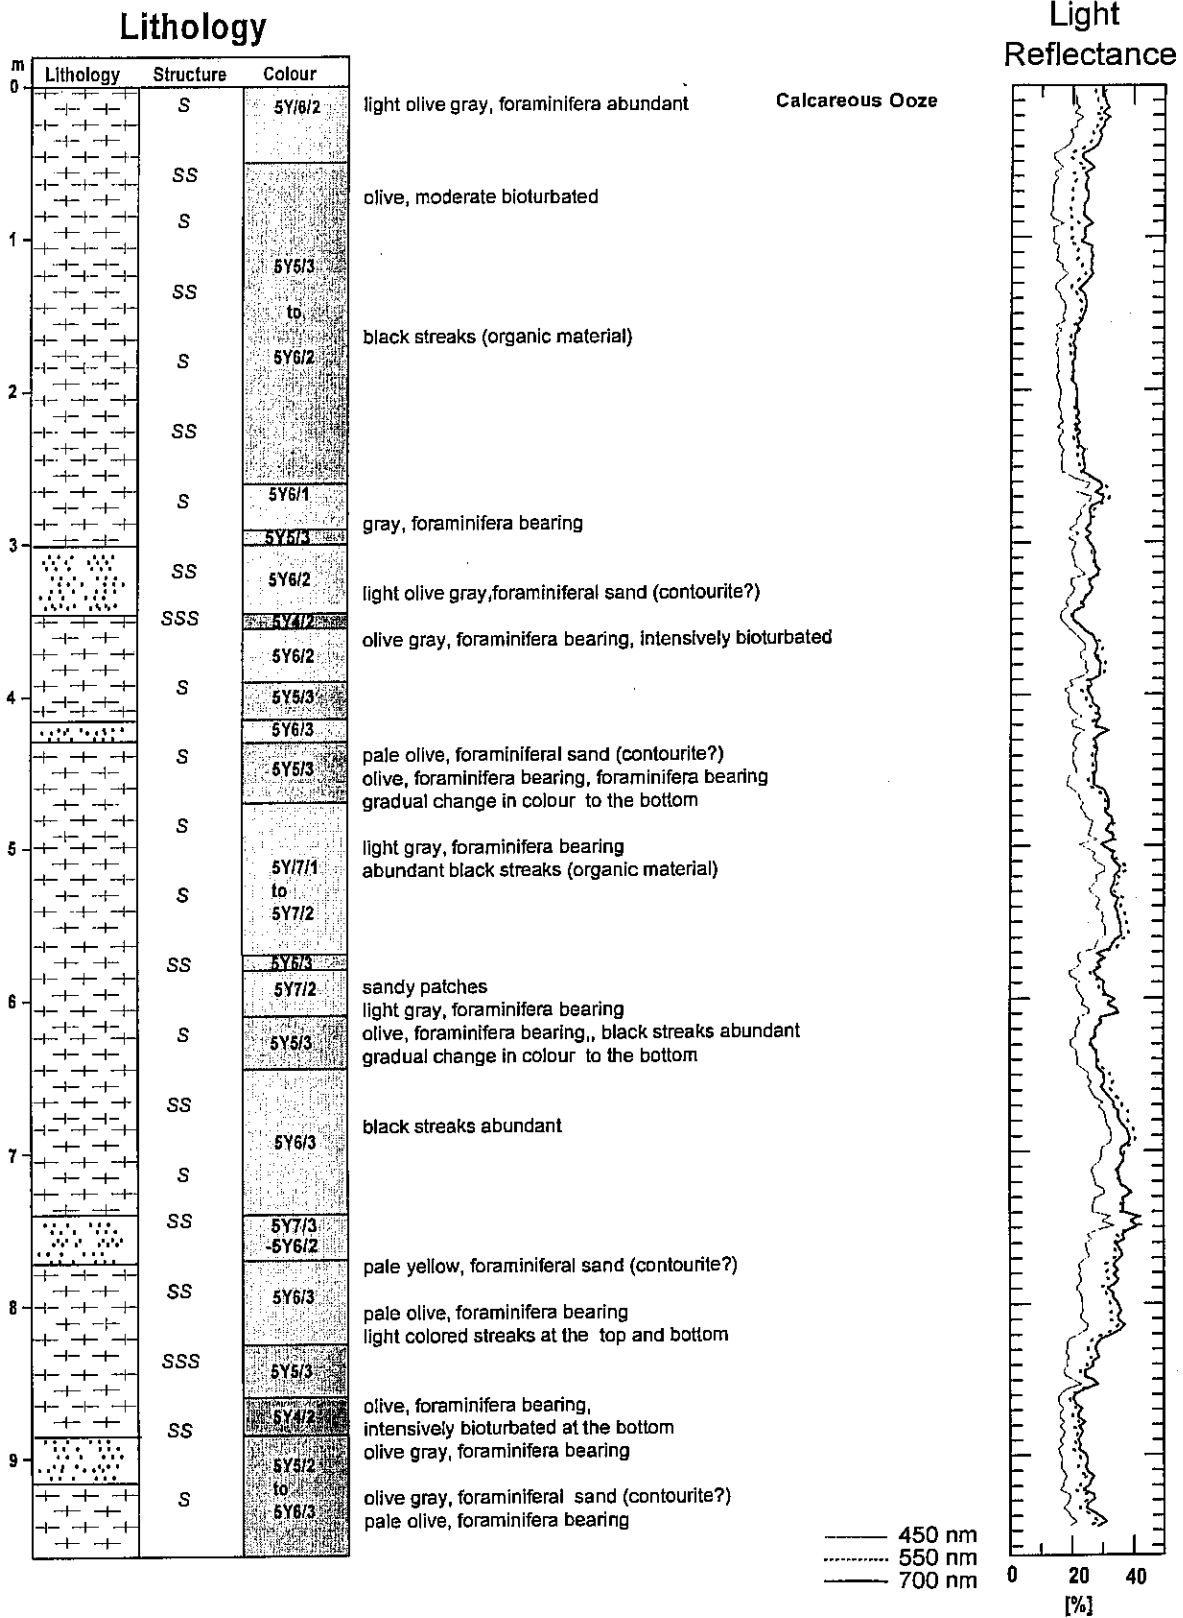 Lithology
Light
Reflectance
m
Lithology Structure Colour
0
S
5Y/6/2
light olive gray, foraminifera abundant
Calcareous Ooze
SS
olive, moderate bioturbated
S
1
5Y5/3
SS
to
black streaks (organic material)
5Y6/2
S
2
SS
5Y6/1
S
gray, foraminifera bearing
5Y5/3
3
SS
5Y6/2
light olive gray,foraminiferal sand (contourite?)
SSS
5Y4/2
olive gray, foraminifera bearing, intensively bioturbated
5Y6/2
S
5Y5/3
4
5Y6/3
S
pale olive, foraminiferal sand (contourite?)
5Y5/3
olive, foraminifera bearing, foraminifera bearing
gradual change in colour to the bottom
S
5
light gray, foraminifera bearing
5Y/7/1
abundant black streaks (organic material)
to
S
5Y7/2
SS
5Y6/3
5Y7/2
sandy patches
6
light gray, foraminifera bearing
olive, foraminifera bearing,, black streaks abundant
S
5Y5/3
gradual change in colour to the bottom
SS
black streaks abundant
5Y6/3
7
S
SS
5Y7/3
-5Y6/2
pale yellow, foraminiferal sand (contourite?)
SS
5Y6/3
8
pale olive, foraminifera bearing
light colored streaks at the top and bottom
SSS
5Y5/3
olive, foraminifera bearing,
5Y4/2
SS
intensively bioturbated at the bottom
olive gray, foraminifera bearing
9
5Y5/2
to
S
olive gray, foraminiferal sand (contourite?)
5Y6/3
pale olive, foraminifera bearing
450 nm
550 nm
700 nm
0 20 40
[%]